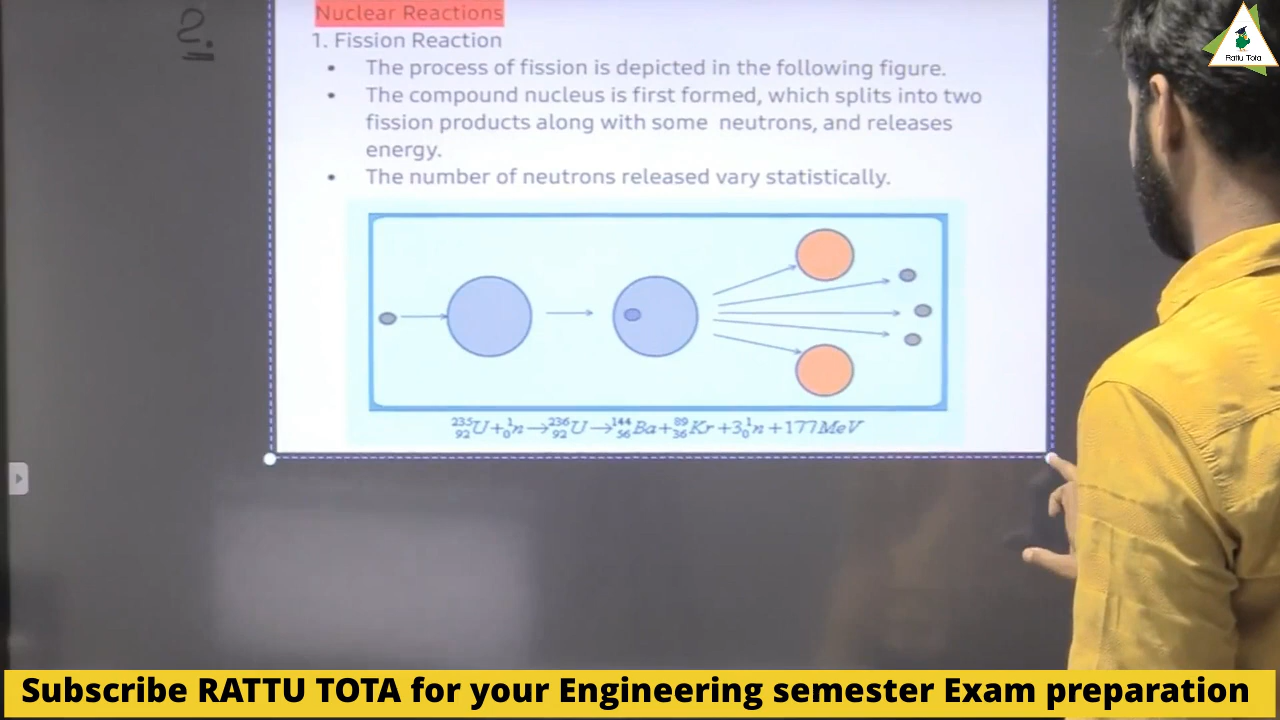 2.
Nuclear Reactions
1. Fission Reaction
• The process of fission is depicted in the following figure.
• The compound nucleus is first formed, which splits into two
fission products along with some neutrons, and releases
energy.
• The number of neutrons released vary statistically.
²³⁵₉₂U+¹₀n→²³⁶₉₂U→¹⁴⁴₅₆Ba+⁸⁹₃₆Kr+3¹₀n+177MeV
Rattu Tota
Subscribe RATTU TOTA for your Engineering semester Exam preparation